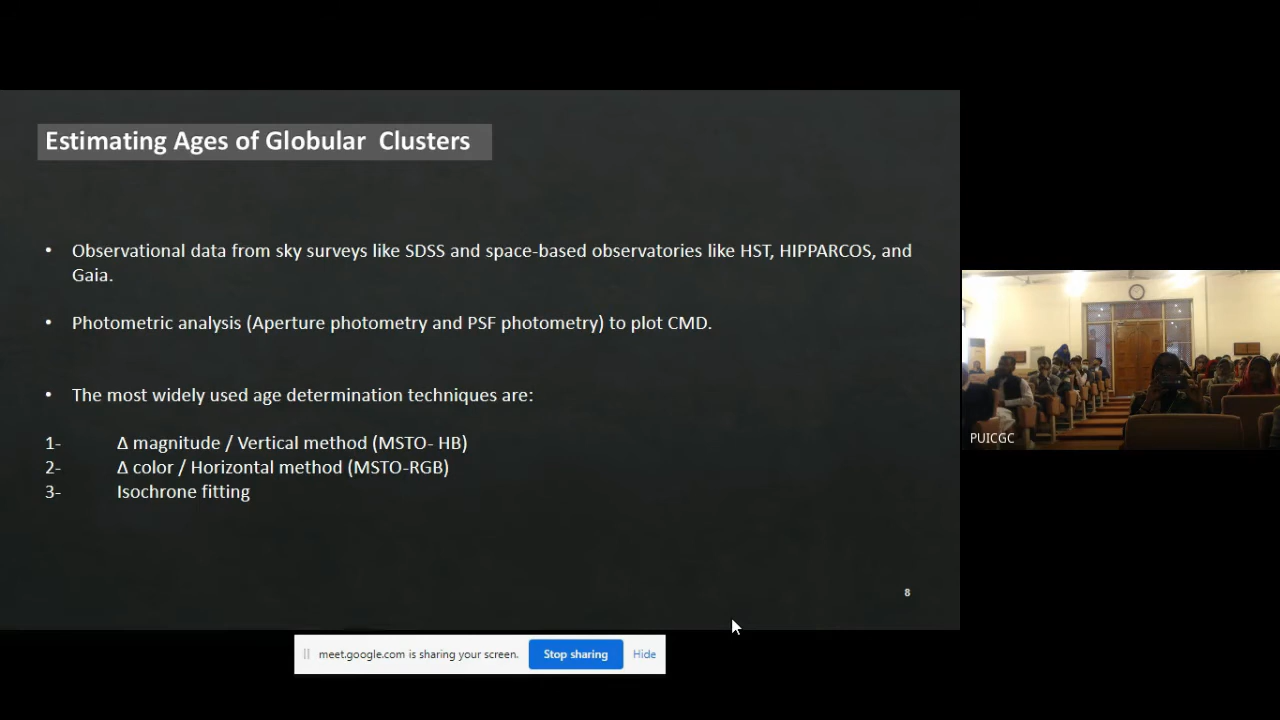 Estimating Ages of Globular  Clusters
• Observational data from sky surveys like SDSS and space-based observatories like HST, HIPPARCOS, and
Gaia.
• Photometric analysis (Aperture photometry and PSF photometry) to plot CMD.
• The most widely used age determination techniques are:
1- Δ magnitude / Vertical method (MSTO- HB)
2- Δ color / Horizontal method (MSTO-RGB)
3- Isochrone fitting
8
PUICGC
meet.google.com is sharing your screen. Stop sharing Hide